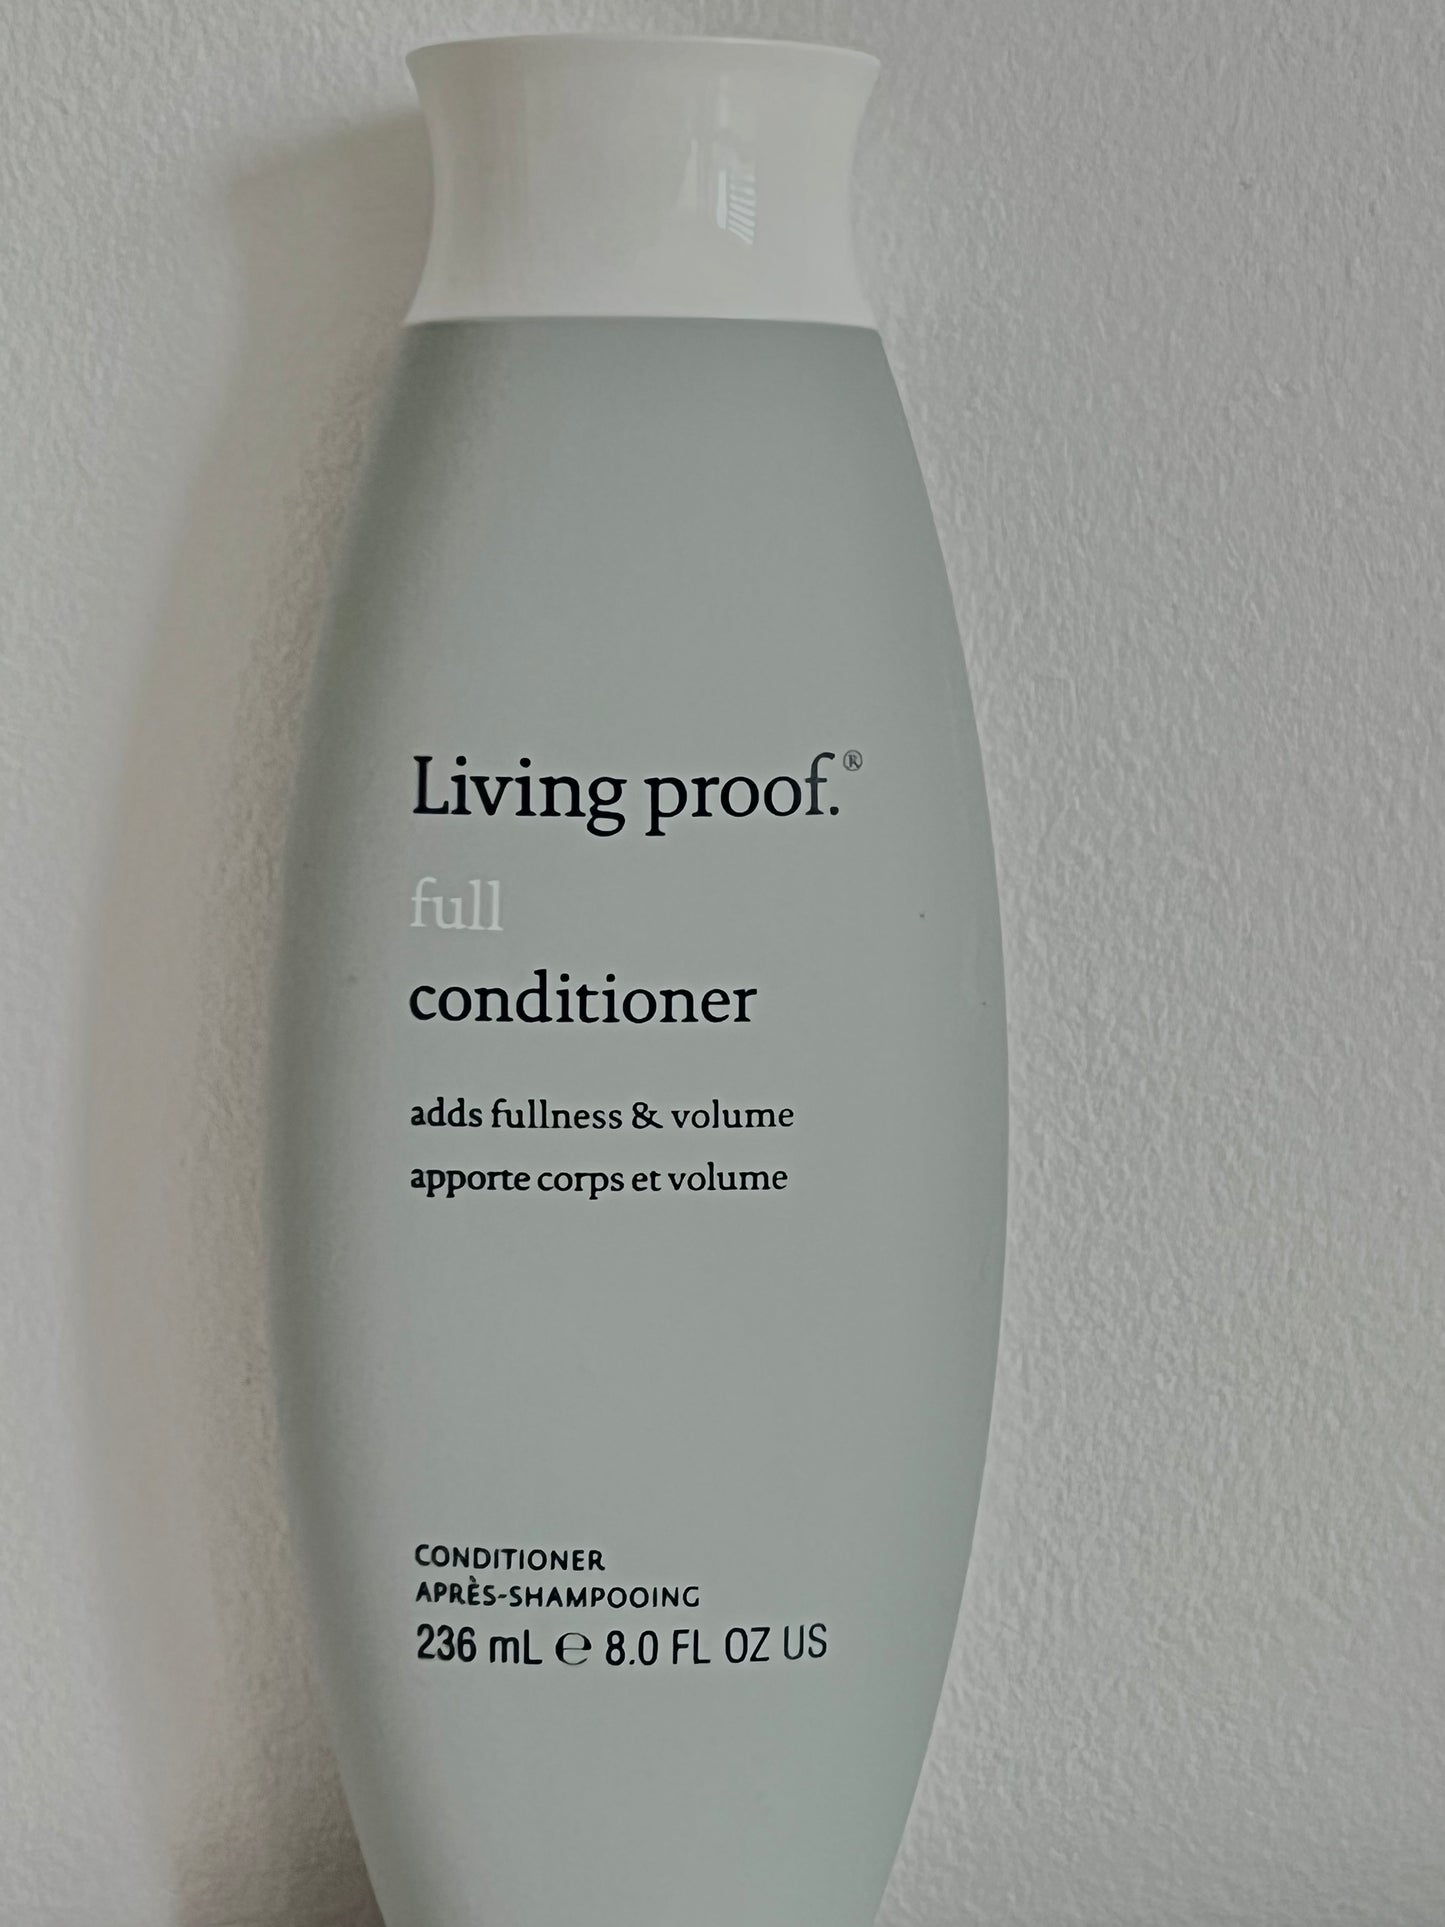 Living proof.®
full
conditioner
adds fullness & volume
apporte corps et volume
CONDITIONER
APRÈS-SHAMPOOING
236 mL ℮ 8.0 FL OZ US